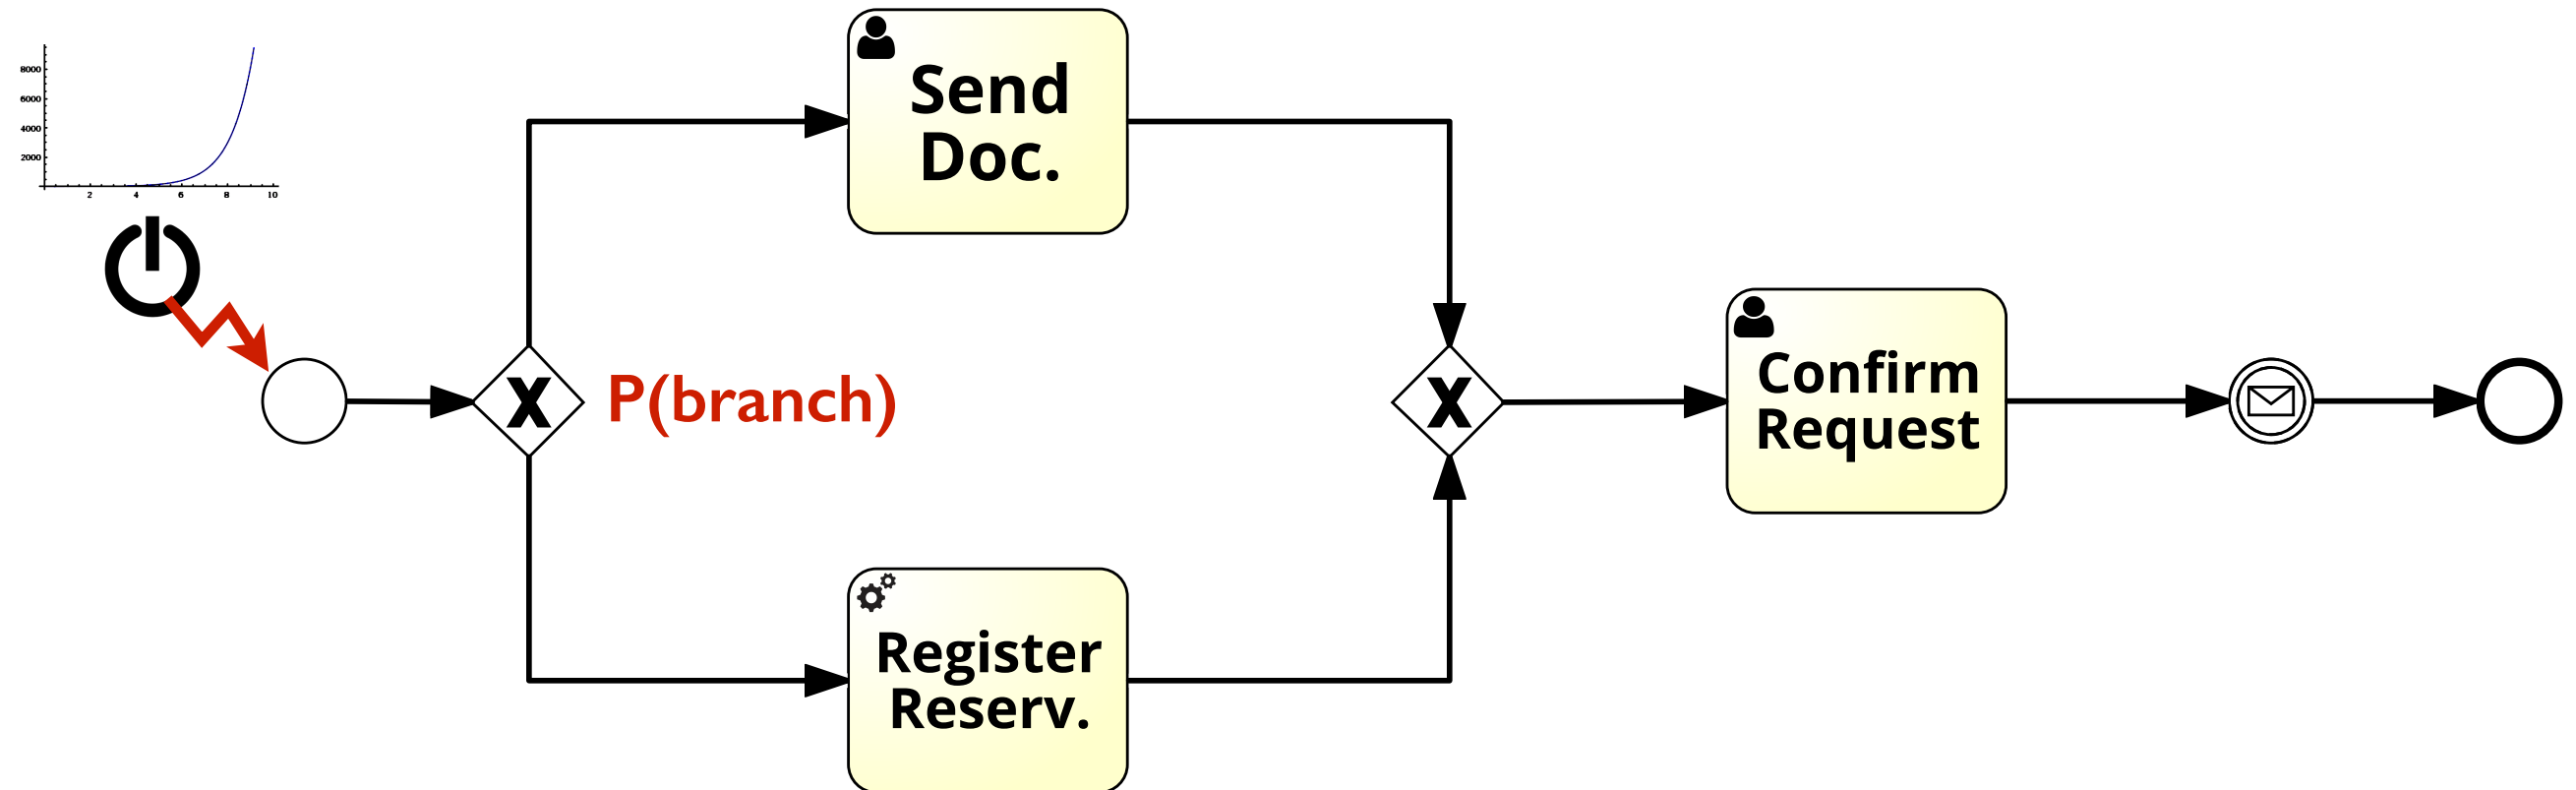 8000
6000
4000
2000
2 4 6 8 10
Send
Doc.
X
P(branch)
X
Confirm
Request
Register
Reserv.